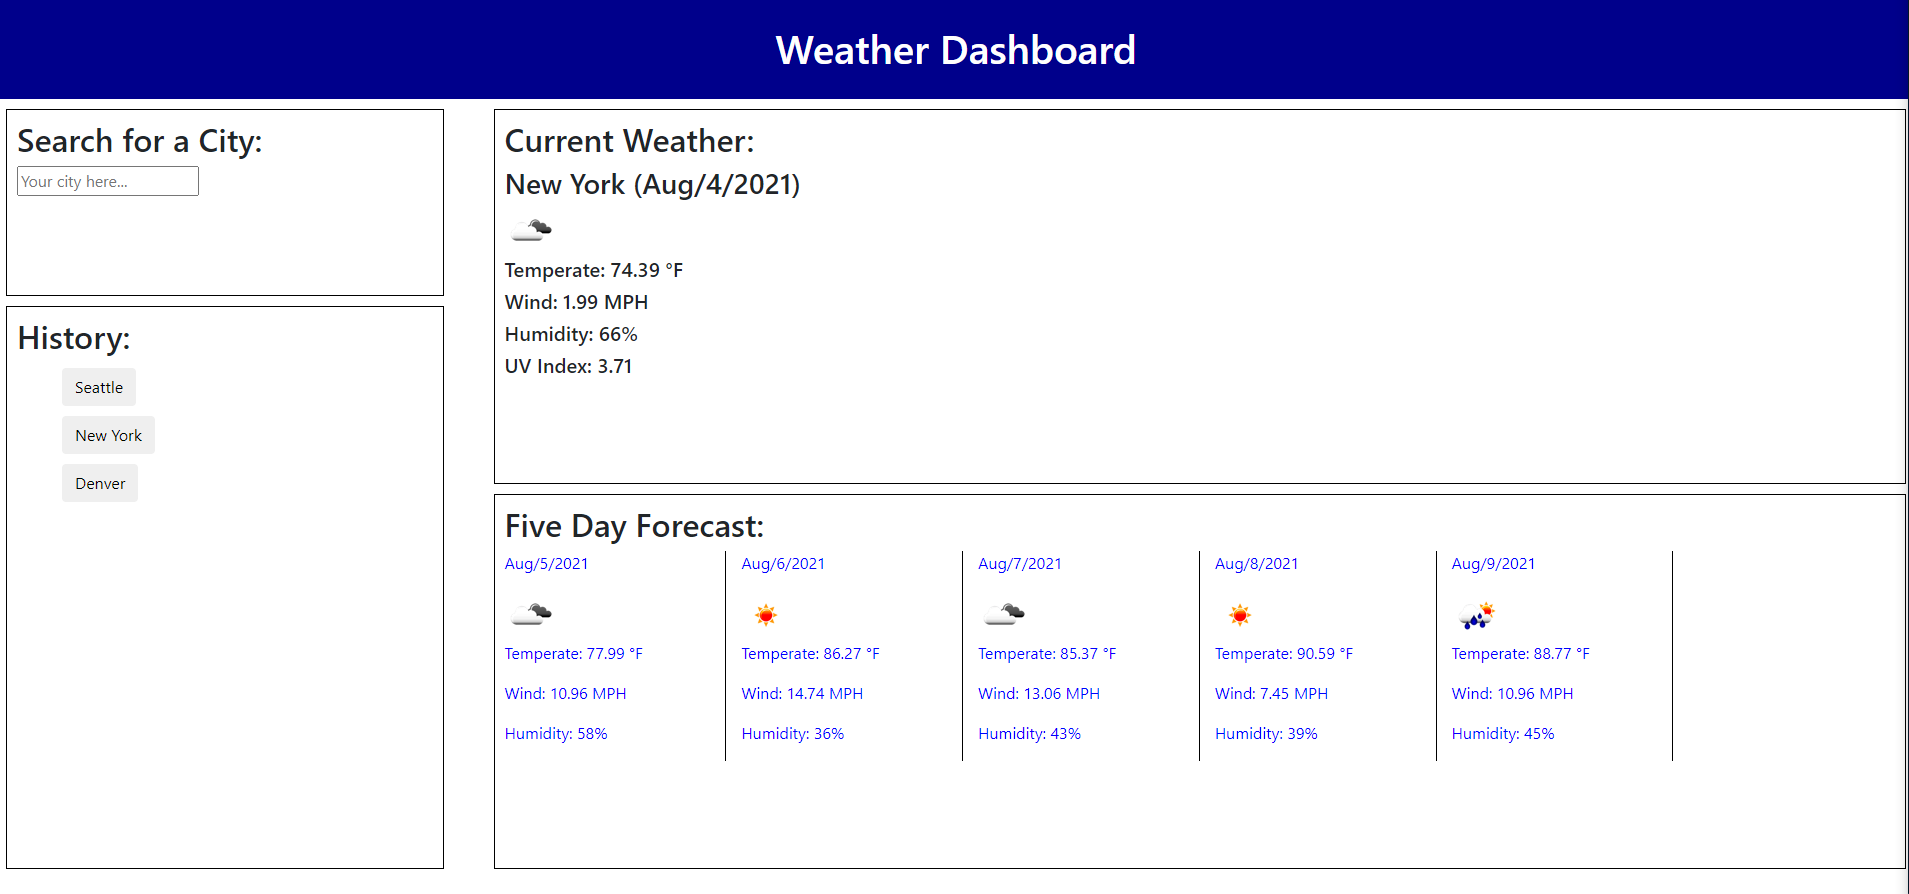 Weather Dashboard
Search for a City:
Your city here...
History:
Seattle
New York
Denver
Current Weather:
New York (Aug/4/2021)
Temperate: 74.39 °F
Wind: 1.99 MPH
Humidity: 66%
UV Index: 3.71
Five Day Forecast:
Aug/5/2021
Temperate: 77.99 °F
Wind: 10.96 MPH
Humidity: 58%
Aug/6/2021
Temperate: 86.27 °F
Wind: 14.74 MPH
Humidity: 36%
Aug/7/2021
Temperate: 85.37 °F
Wind: 13.06 MPH
Humidity: 43%
Aug/8/2021
Temperate: 90.59 °F
Wind: 7.45 MPH
Humidity: 39%
Aug/9/2021
Temperate: 88.77 °F
Wind: 10.96 MPH
Humidity: 45%